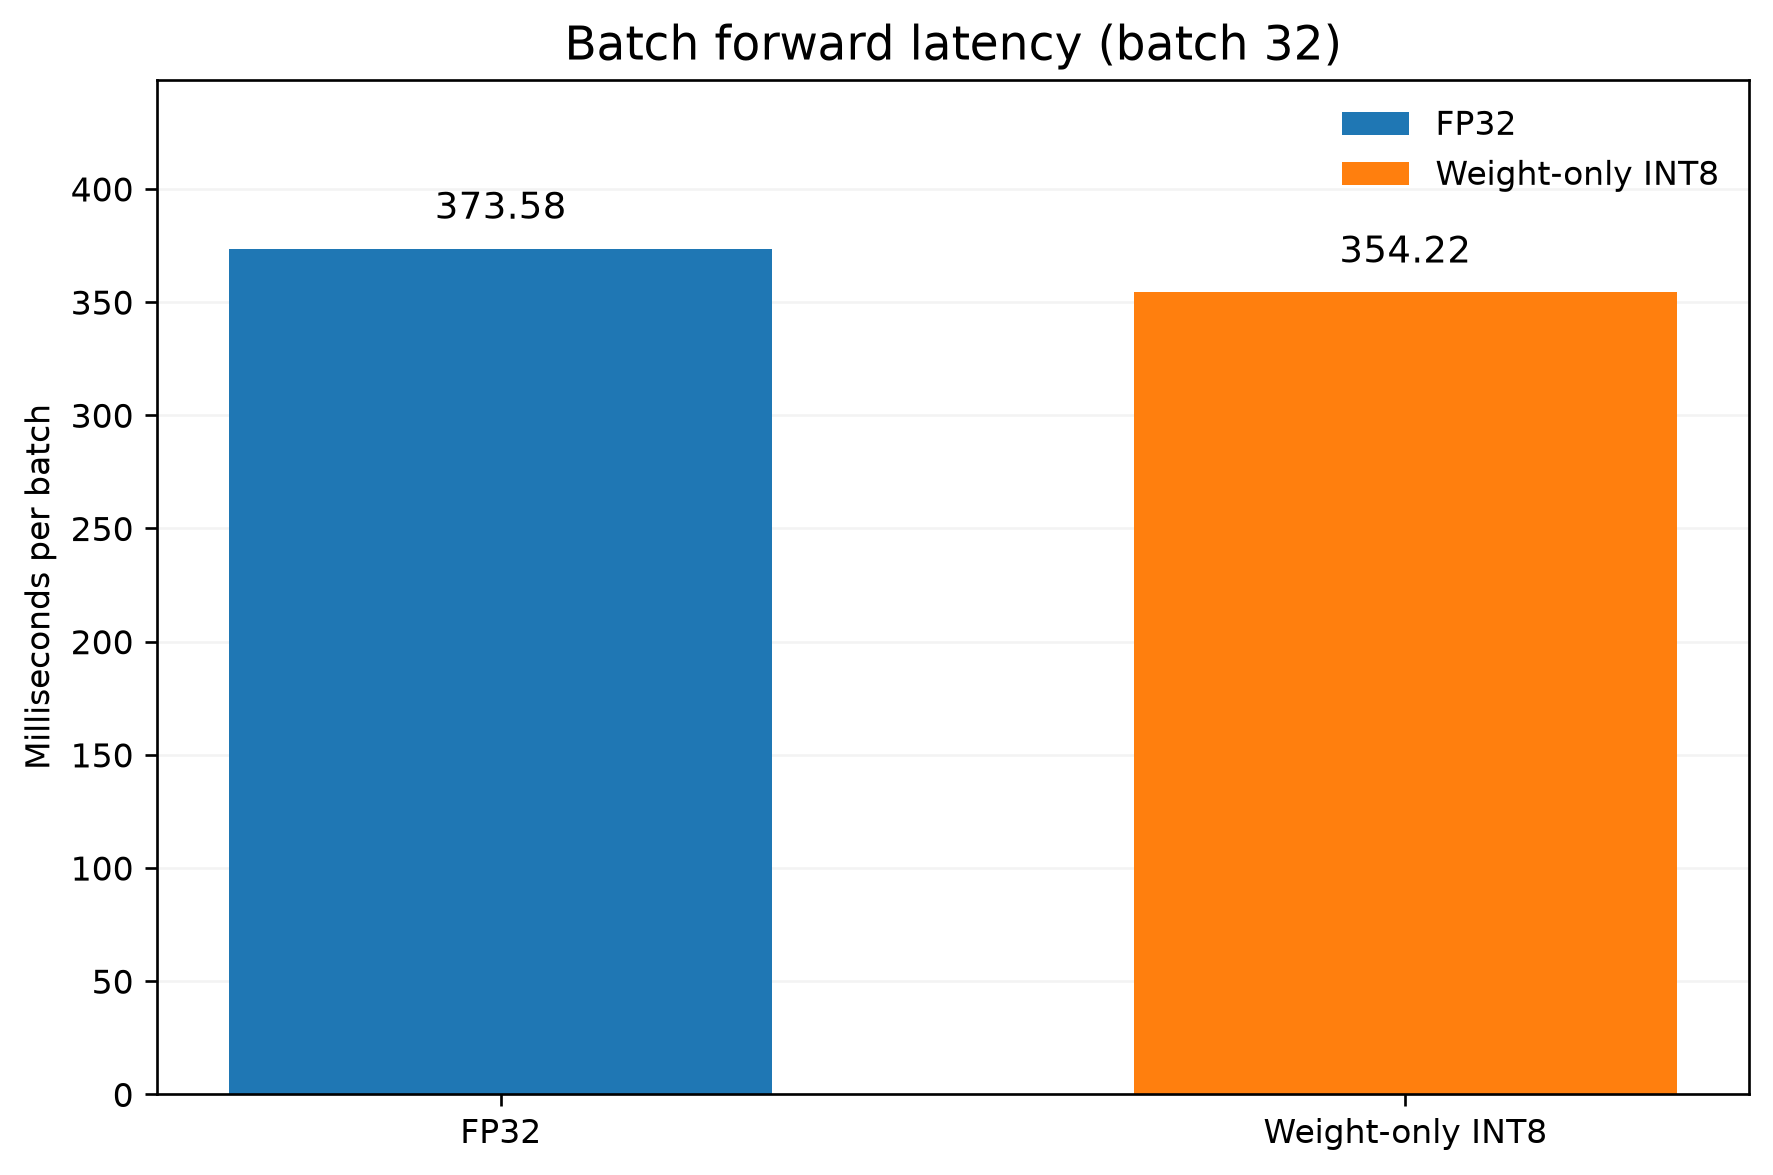 Batch forward latency (batch 32)
FP32
Weight-only INT8
373.58
354.22
Milliseconds per batch
400
350
300
250
200
150
100
50
0
FP32
Weight-only INT8